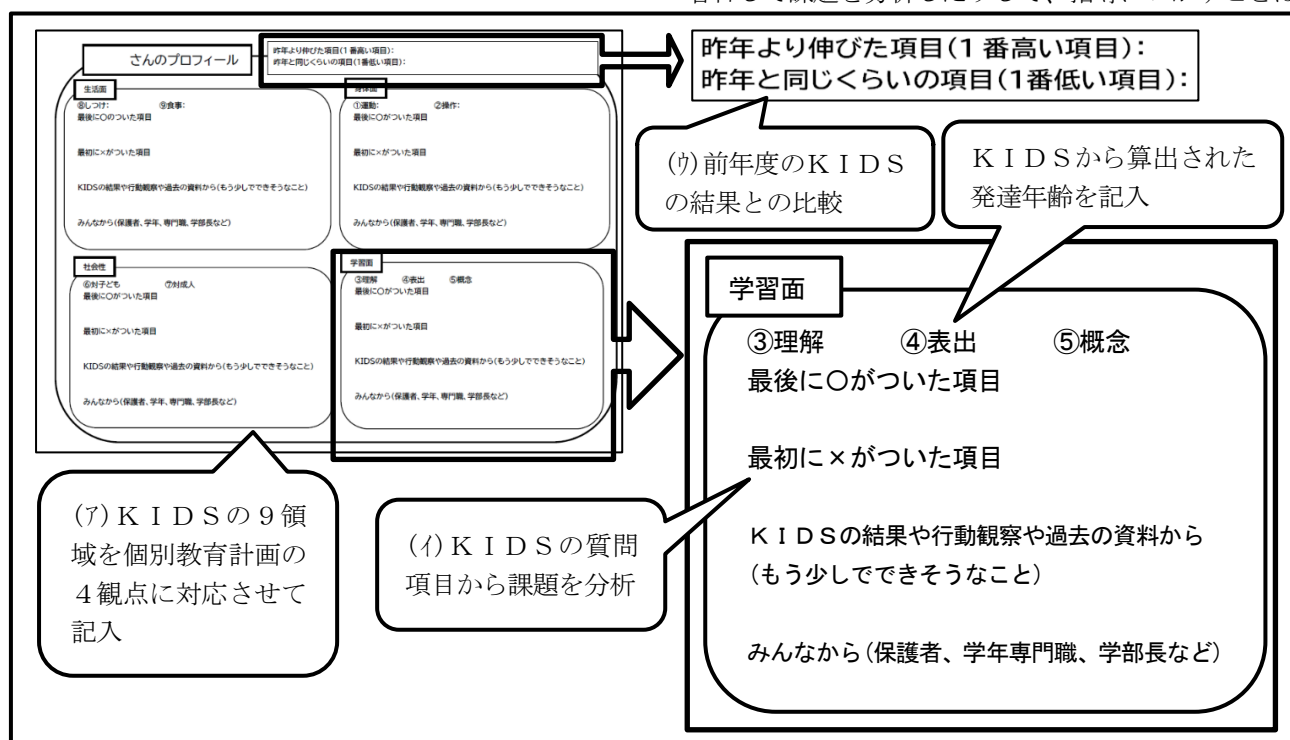 さんのプロフィール
昨年より伸びた項目(1番高い項目):
昨年と同じくらいの項目(1番低い項目):
生活面
⑧しつけ: ⑨食事:
最後に○のついた項目
最初に×がついた項目
KIDSの結果や行動観察や過去の資料から(もう少しでできそうなこと)
みんなから(保護者、学年、専門職、学部長など)
身体面
①運動: ②操作:
最後に○がついた項目
最初に×がついた項目
KIDSの結果や行動観察や過去の資料から(もう少しでできそうなこと)
みんなから(保護者、学年、専門職、学部長など)
社会性
⑥対子ども ⑦対成人
最後に○がついた項目
最初に×がついた項目
KIDSの結果や行動観察や過去の資料から(もう少しでできそうなこと)
みんなから(保護者、学年、専門職、学部長など)
学習面
③理解 ④表出 ⑤概念
最後に○がついた項目
最初に×がついた項目
KIDSの結果や行動観察や過去の資料から(もう少しでできそうなこと)
みんなから(保護者、学年、専門職、学部長など)
昨年より伸びた項目(1番高い項目):
昨年と同じくらいの項目(1番低い項目):
(ウ)前年度のKIDS
の結果との比較
KIDSから算出された
発達年齢を記入
学習面
③理解 ④表出 ⑤概念
最後に○がついた項目
最初に×がついた項目
KIDSの結果や行動観察や過去の資料から
(もう少しでできそうなこと)
みんなから(保護者、学年専門職、学部長など)
(ア)KIDSの9領
域を個別教育計画の
4観点に対応させて
記入
(イ)KIDSの質問
項目から課題を分析